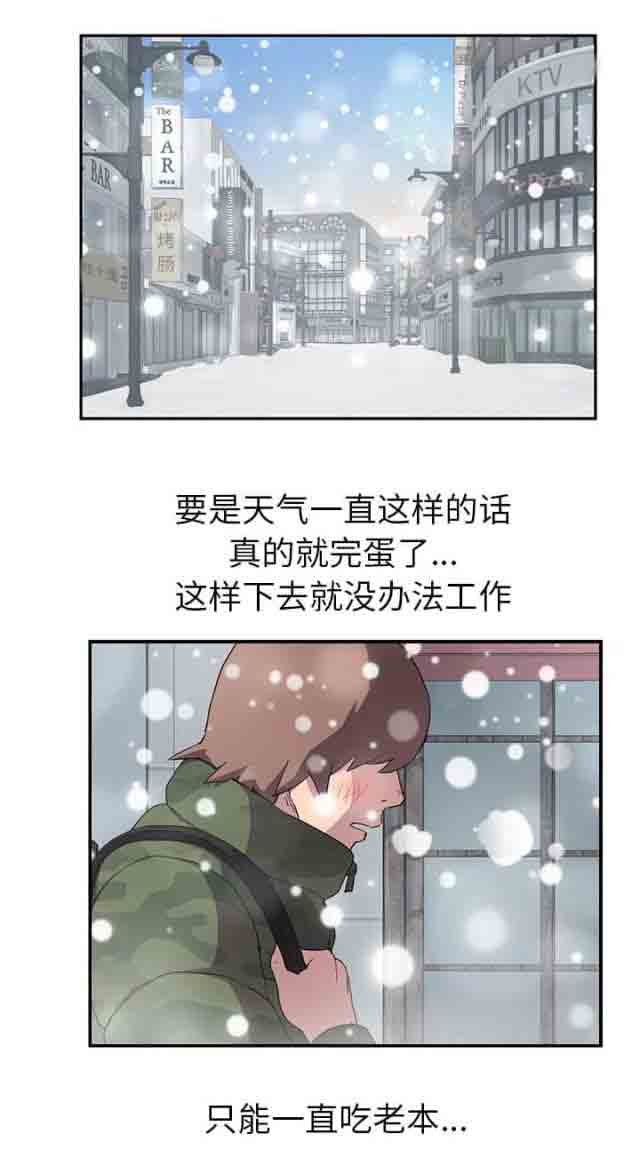 The
BAR
BAR
烤肠
KTV
Pizza
要是天气一直这样的话
真的就完蛋了...
这样下去就没办法工作
只能一直吃老本...